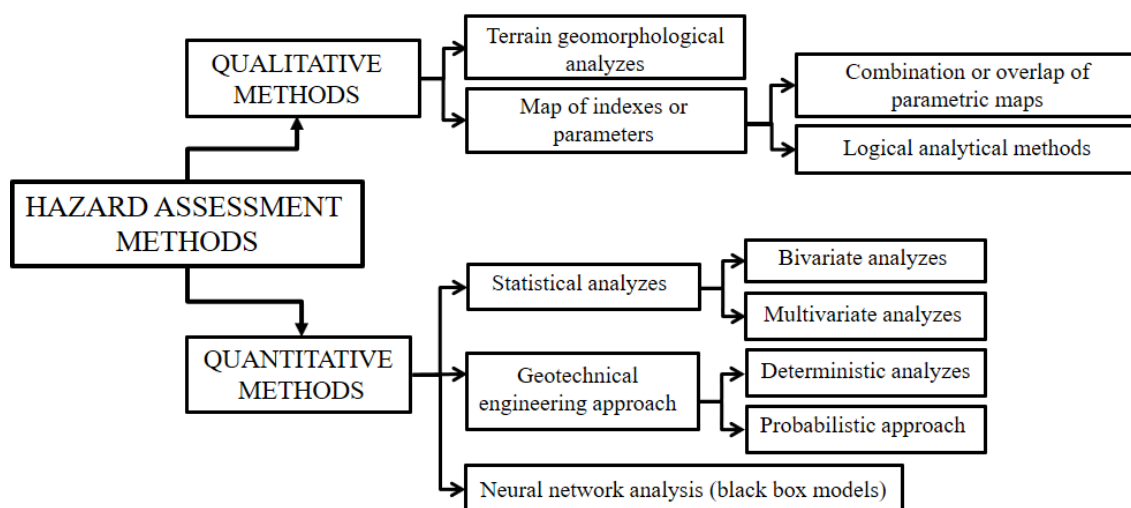 QUALITATIVE
METHODS
Terrain geomorphological
analyzes
Map of indexes or
parameters
Combination or overlap of
parametric maps
Logical analytical methods
HAZARD ASSESSMENT
METHODS
QUANTITATIVE
METHODS
Statistical analyzes
Bivariate analyzes
Multivariate analyzes
Geotechnical
engineering approach
Deterministic analyzes
Probabilistic approach
Neural network analysis (black box models)